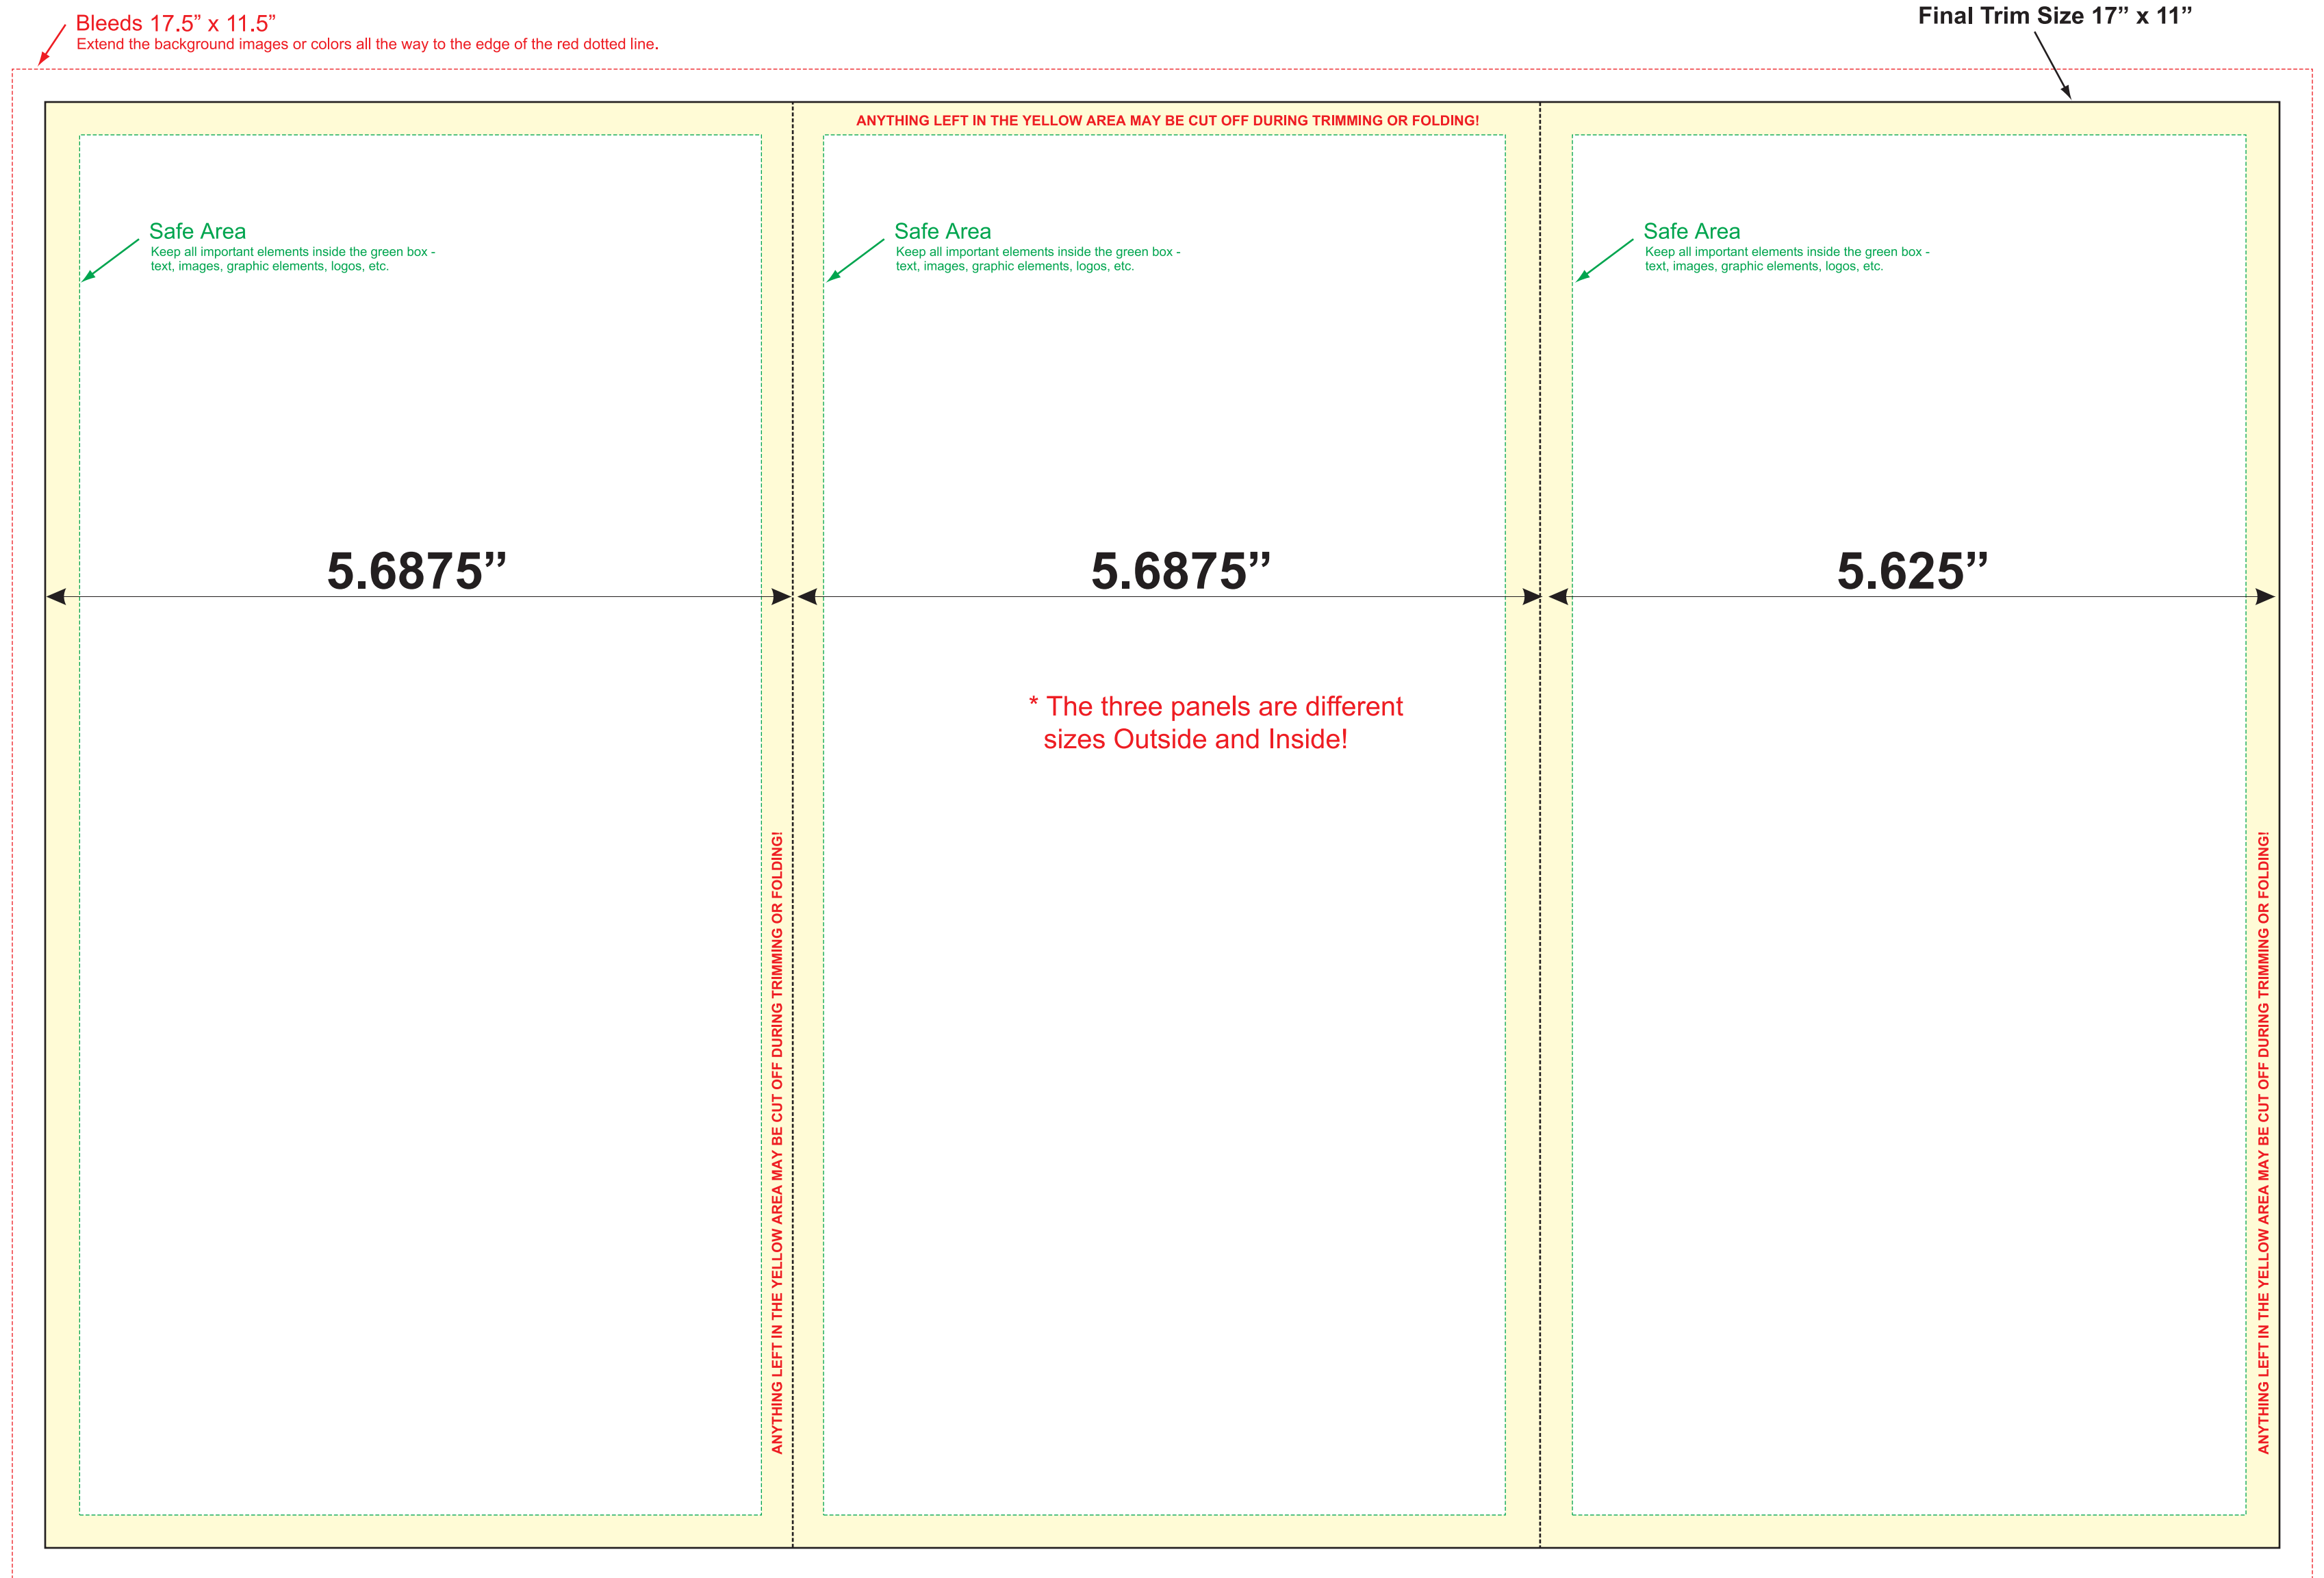 Bleeds 17.5” x 11.5”
Extend the background images or colors all the way to the edge of the red dotted line.
Final Trim Size 17” x 11”
ANYTHING LEFT IN THE YELLOW AREA MAY BE CUT OFF DURING TRIMMING OR FOLDING!
Safe Area
Keep all important elements inside the green box -
text, images, graphic elements, logos, etc.
Safe Area
Keep all important elements inside the green box -
text, images, graphic elements, logos, etc.
Safe Area
Keep all important elements inside the green box -
text, images, graphic elements, logos, etc.
5.6875”
5.6875”
5.625”
* The three panels are different
sizes Outside and Inside!
ANYTHING LEFT IN THE YELLOW AREA MAY BE CUT OFF DURING TRIMMING OR FOLDING!
ANYTHING LEFT IN THE YELLOW AREA MAY BE CUT OFF DURING TRIMMING OR FOLDING!